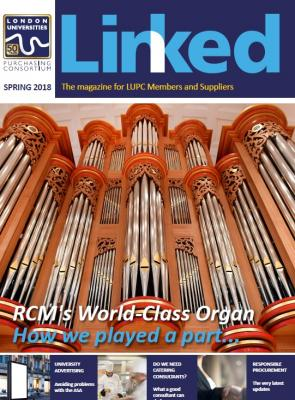 LONDON
UNIVERSITIES
50
PURCHASING
CONSORTIUM
SPRING 2018
Linked
The magazine for LUPC Members and Suppliers
RCM's World-Class Organ
How we played a part...
UNIVERSITY
ADVERTISING
Avoiding problems
with the ASA
DO WE NEED
CATERING
CONSULTANTS?
What a good
consultant can
RESPONSIBLE
PROCUREMENT
The very latest
updates